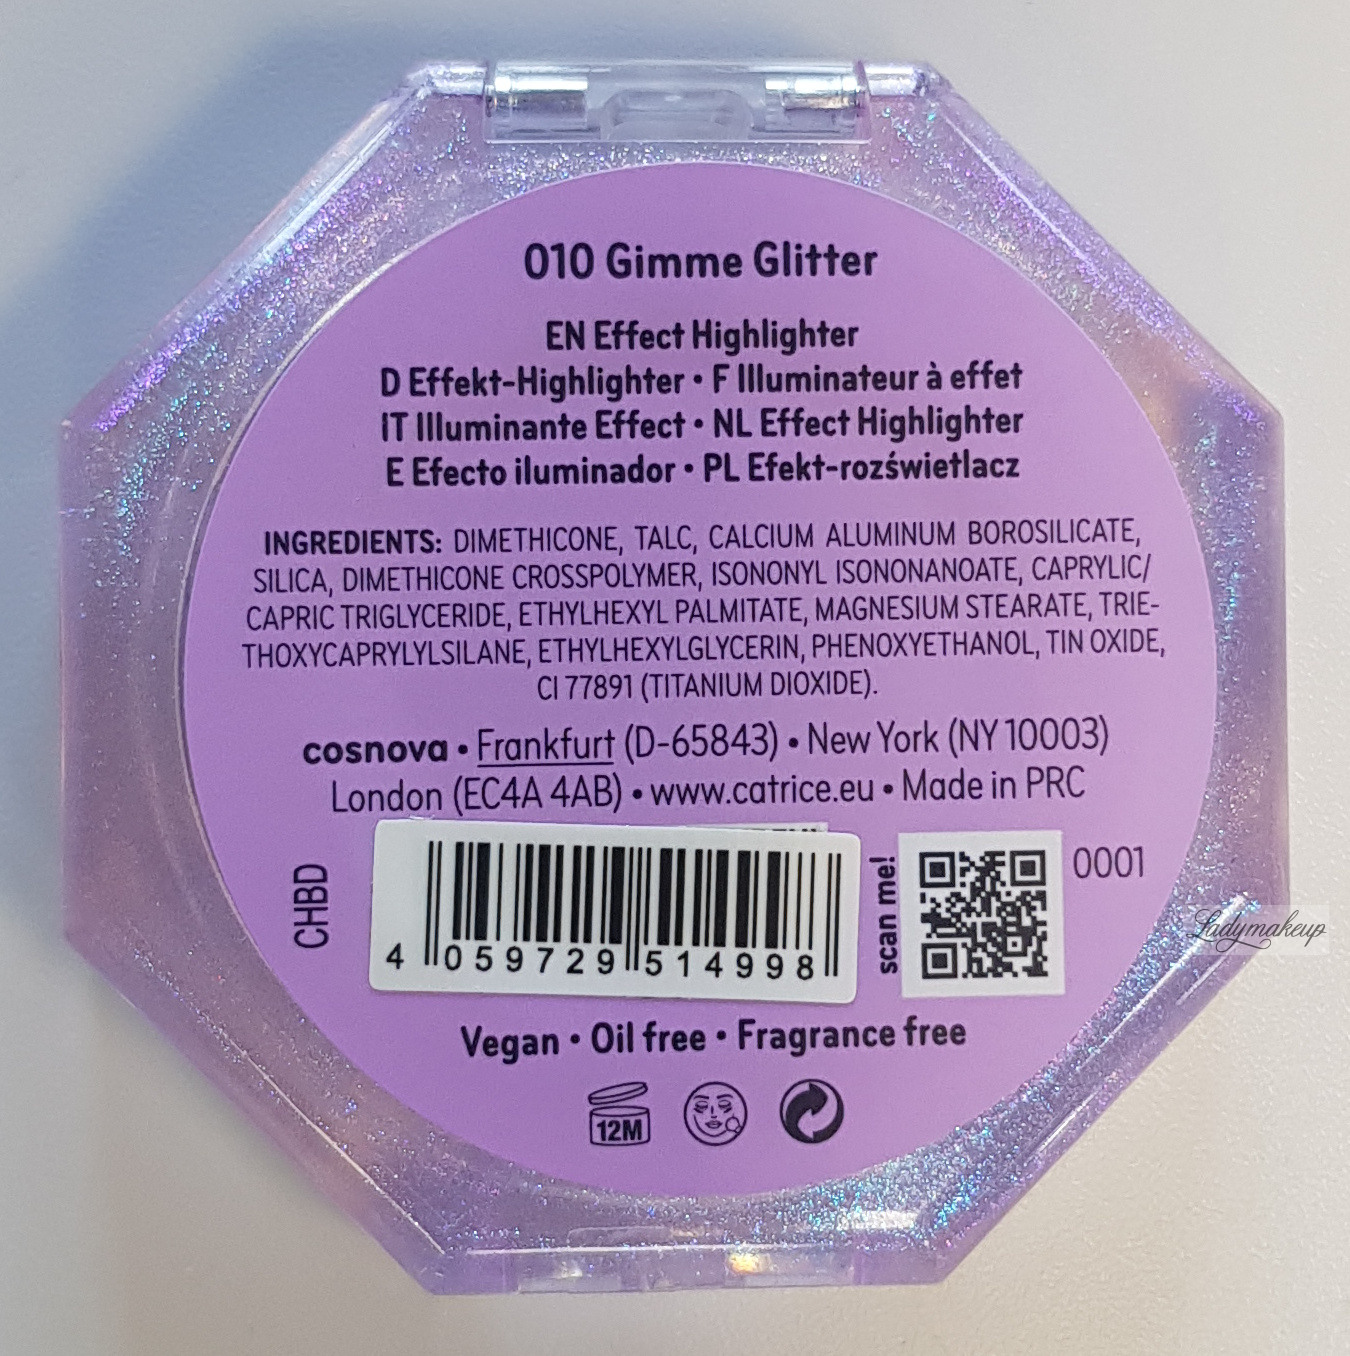 010 Gimme Glitter
EN Effect Highlighter
D Effekt-Highlighter • F Illuminateur à effet
IT Illuminante Effect • NL Effect Highlighter
E Efecto iluminador • PL Efekt-rozświetlacz
INGREDIENTS: DIMETHICONE, TALC, CALCIUM ALUMINUM BOROSILICATE,
SILICA, DIMETHICONE CROSSPOLYMER, ISONONYL ISONONANOATE, CAPRYLIC/
CAPRIC TRIGLYCERIDE, ETHYLHEXYL PALMITATE, MAGNESIUM STEARATE, TRIE-
THOXYCAPRYLYLSILANE, ETHYLHEXYLGLYCERIN, PHENOXYETHANOL, TIN OXIDE,
CI 77891 (TITANIUM DIOXIDE).
cosnova • Frankfurt (D-65843) • New York (NY 10003)
London (EC4A 4AB) • www.catrice.eu • Made in PRC
CHBD
4 059729 514998
scan me!
0001
Ladymakeup
Vegan • Oil free • Fragrance free
12M